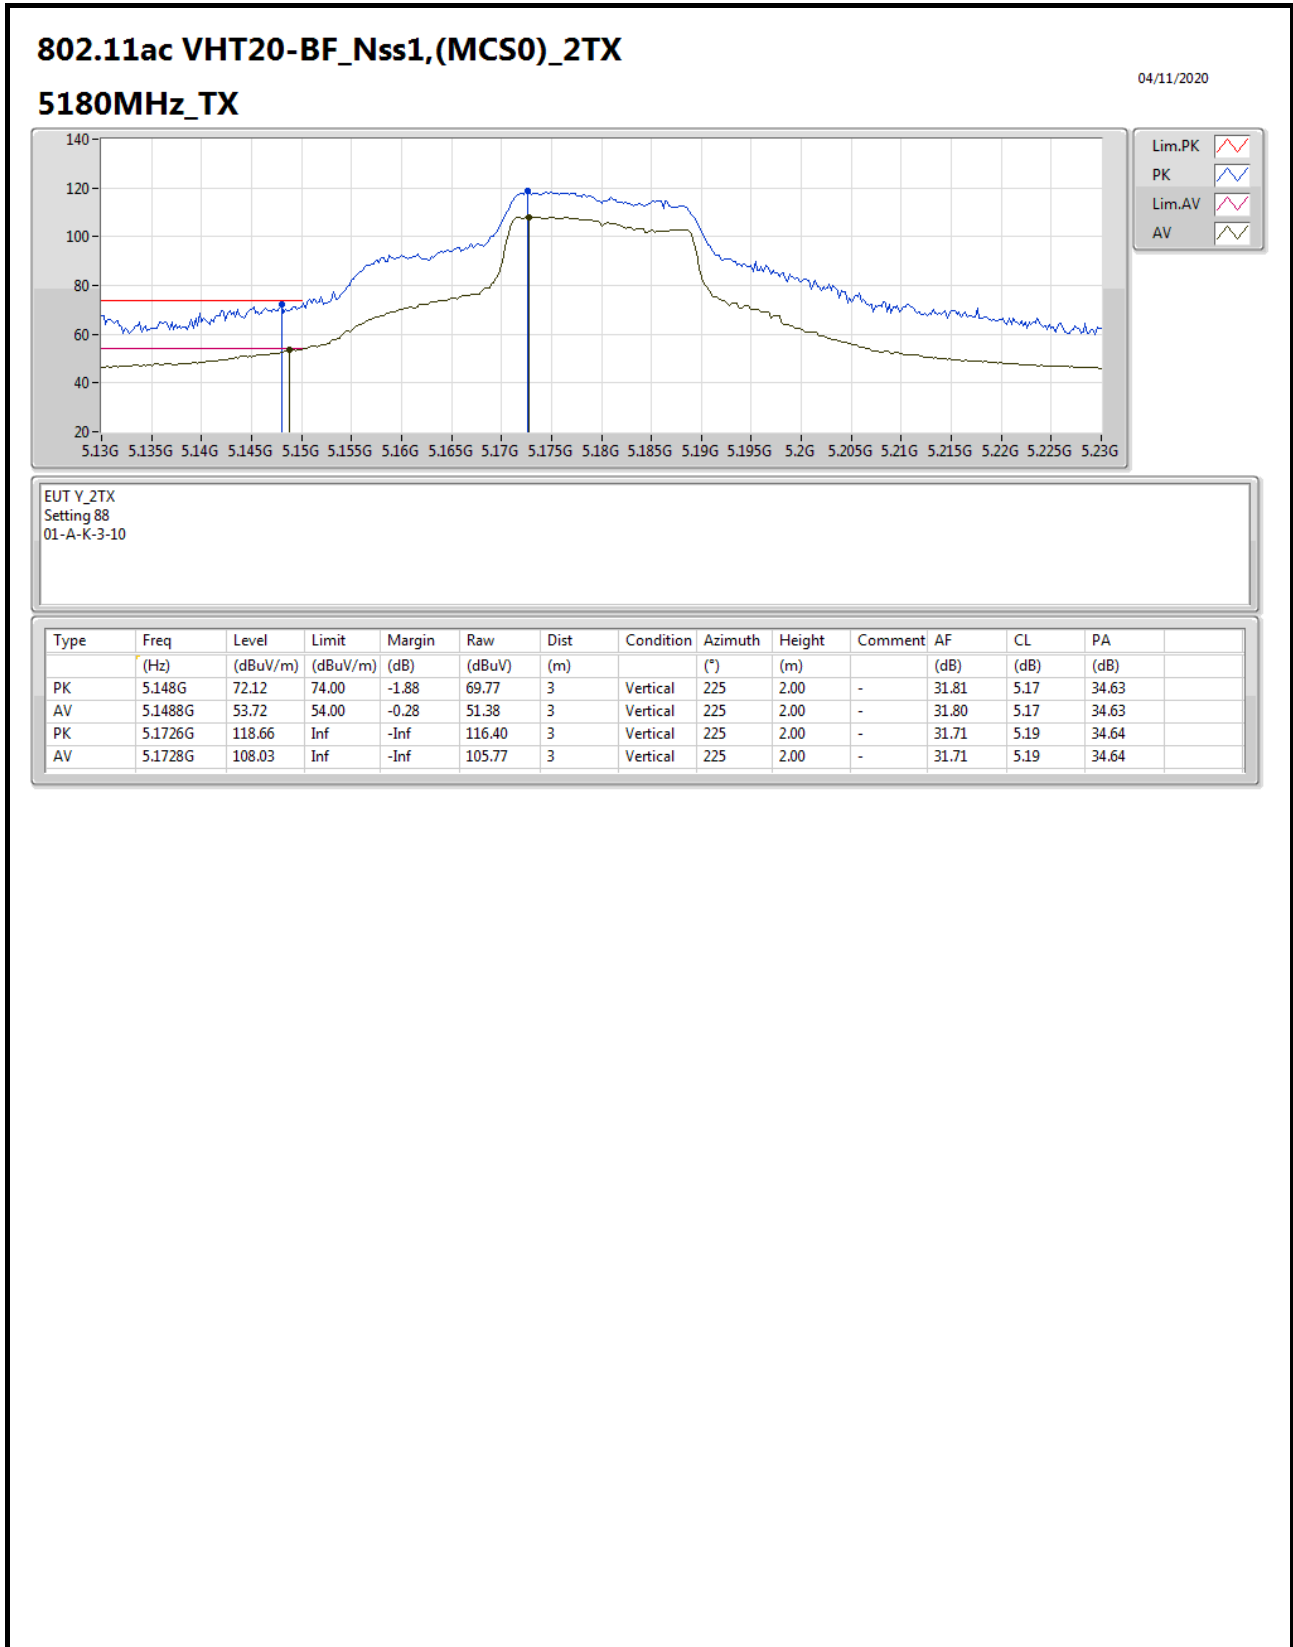 802.11ac VHT20-BF_Nss1,(MCS0)_2TX
04/11/2020
5180MHz_TX
140
120
100
80
60
40
20
5.13G 5.135G 5.14G 5.145G 5.15G 5.155G 5.16G 5.165G 5.17G 5.175G 5.18G 5.185G 5.19G 5.195G 5.2G 5.205G 5.21G 5.215G 5.22G 5.225G 5.23G
Lim.PK
PK
Lim.AV
AV
EUT Y_2TX
Setting 88
01-A-K-3-10
Type Freq Level Limit Margin Raw Dist Condition Azimuth Height Comment AF CL PA
(Hz) (dBuV/m) (dBuV/m) (dB) (dBuV) (m) (°) (m) (dB) (dB) (dB)
PK 5.148G 72.12 74.00 -1.88 69.77 3 Vertical 225 2.00 - 31.81 5.17 34.63
AV 5.1488G 53.72 54.00 -0.28 51.38 3 Vertical 225 2.00 - 31.80 5.17 34.63
PK 5.1726G 118.66 Inf -Inf 116.40 3 Vertical 225 2.00 - 31.71 5.19 34.64
AV 5.1728G 108.03 Inf -Inf 105.77 3 Vertical 225 2.00 - 31.71 5.19 34.64